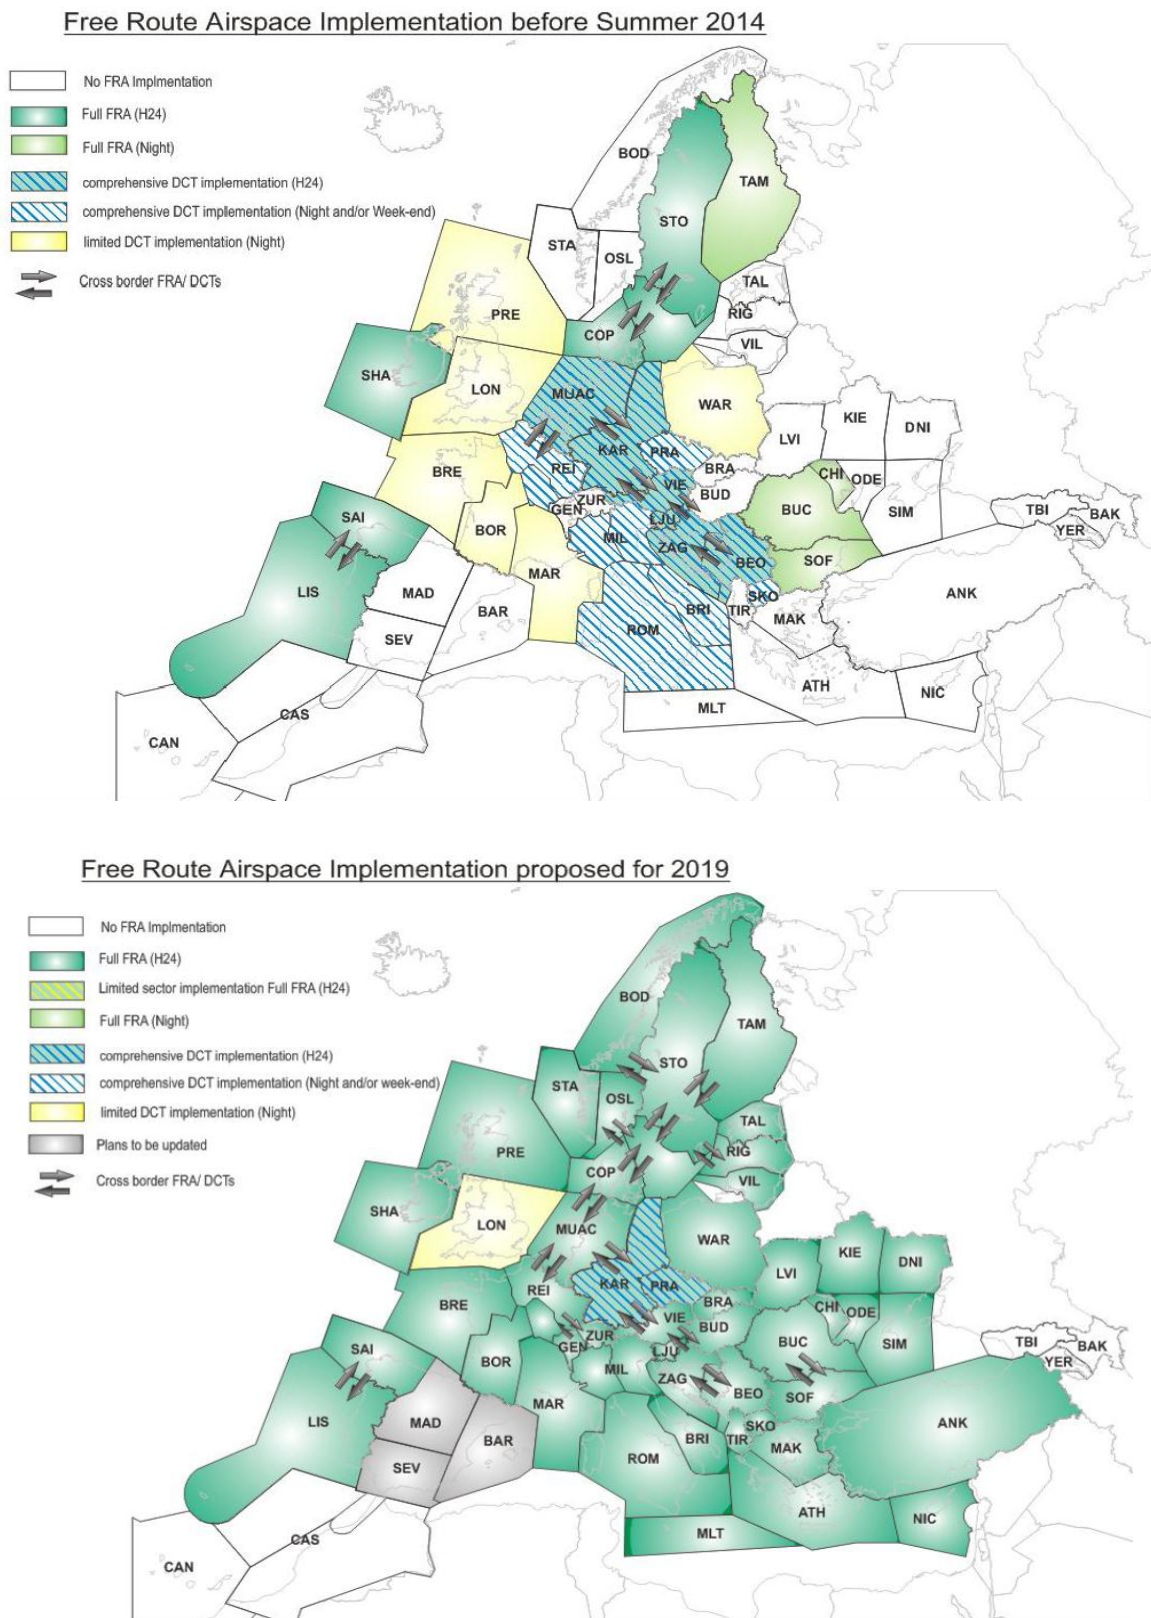 Free Route Airspace Implementation before Summer 2014
No FRA Implmentation
Full FRA (H24)
Full FRA (Night)
comprehensive DCT implementation (H24)
comprehensive DCT implementation (Night and/or Week-end)
limited DCT implementation (Night)
Cross border FRA/ DCTs
BOD
TAM
STO
STA
OSL
TAL
RIG
PRE
COP
VIL
SHA
LON
MUAC
WAR
KIE
DNI
LVI
KAR
PRA
BRE
REI
BRA
CHI
ODE
VIE
BUD
ZUR
GEN
BUC
SIM
TBI
BAK
YER
SAI
LJU
BOR
MIL
ZAG
BEO
SOF
MAR
LIS
MAD
BAR
SKO
ANK
BRI
TIR
MAK
SEV
ROM
ATH
NIC
MLT
CAS
CAN
Free Route Airspace Implementation proposed for 2019
No FRA Implmentation
Full FRA (H24)
Limited sector implementation Full FRA (H24)
Full FRA (Night)
comprehensive DCT implementation (H24)
comprehensive DCT implementation (Night and/or week-end)
limited DCT implementation (Night)
Plans to be updated
Cross border FRA/ DCTs
BOD
TAM
STO
STA
OSL
TAL
RIG
PRE
COP
VIL
SHA
LON
MUAC
WAR
KIE
DNI
LVI
KAR
PRA
REI
BRE
BRA
CHI
ODE
VIE
BUD
ZUR
GEN
BUC
SIM
TBI
BAK
YER
SAI
LJU
BOR
MIL
ZAG
BEO
SOF
MAR
LIS
MAD
BAR
SKO
ANK
BRI
TIR
MAK
SEV
ROM
ATH
NIC
MLT
CAS
CAN